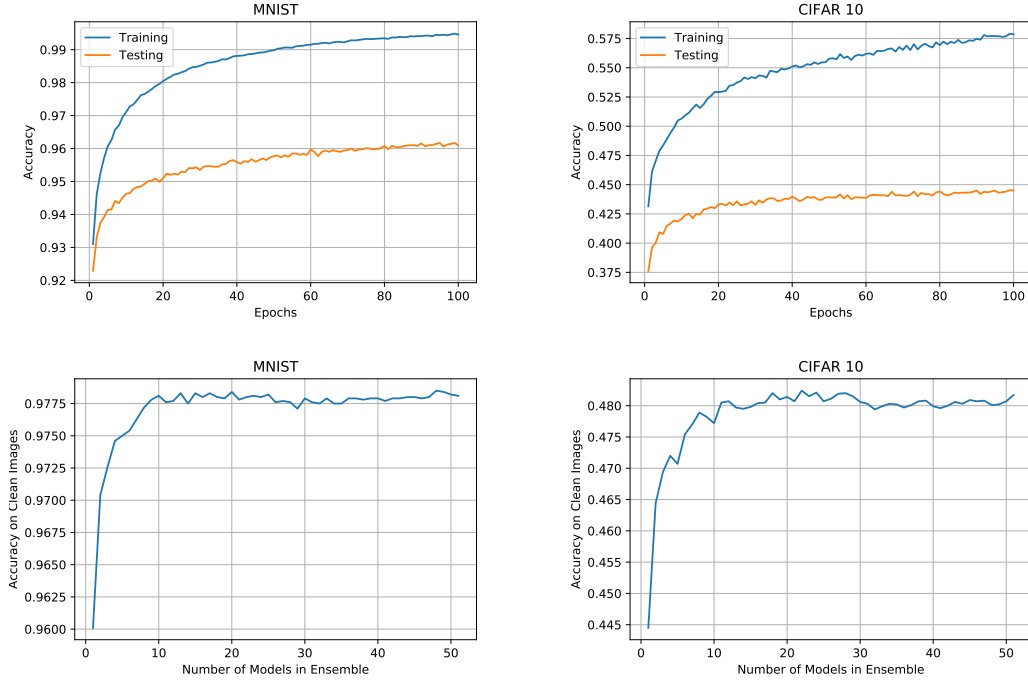 MNIST
Training
Testing
0.99
0.98
0.97
0.96
0.95
0.94
0.93
0.92
Accuracy
0 20 40 60 80 100
Epochs
CIFAR 10
Training
Testing
0.575
0.550
0.525
0.500
0.475
0.450
0.425
0.400
0.375
Accuracy
0 20 40 60 80 100
Epochs
MNIST
0.9775
0.9750
0.9725
0.9700
0.9675
0.9650
0.9625
0.9600
Accuracy on Clean Images
0 10 20 30 40 50
Number of Models in Ensemble
CIFAR 10
0.480
0.475
0.470
0.465
0.460
0.455
0.450
0.445
Accuracy on Clean Images
0 10 20 30 40 50
Number of Models in Ensemble